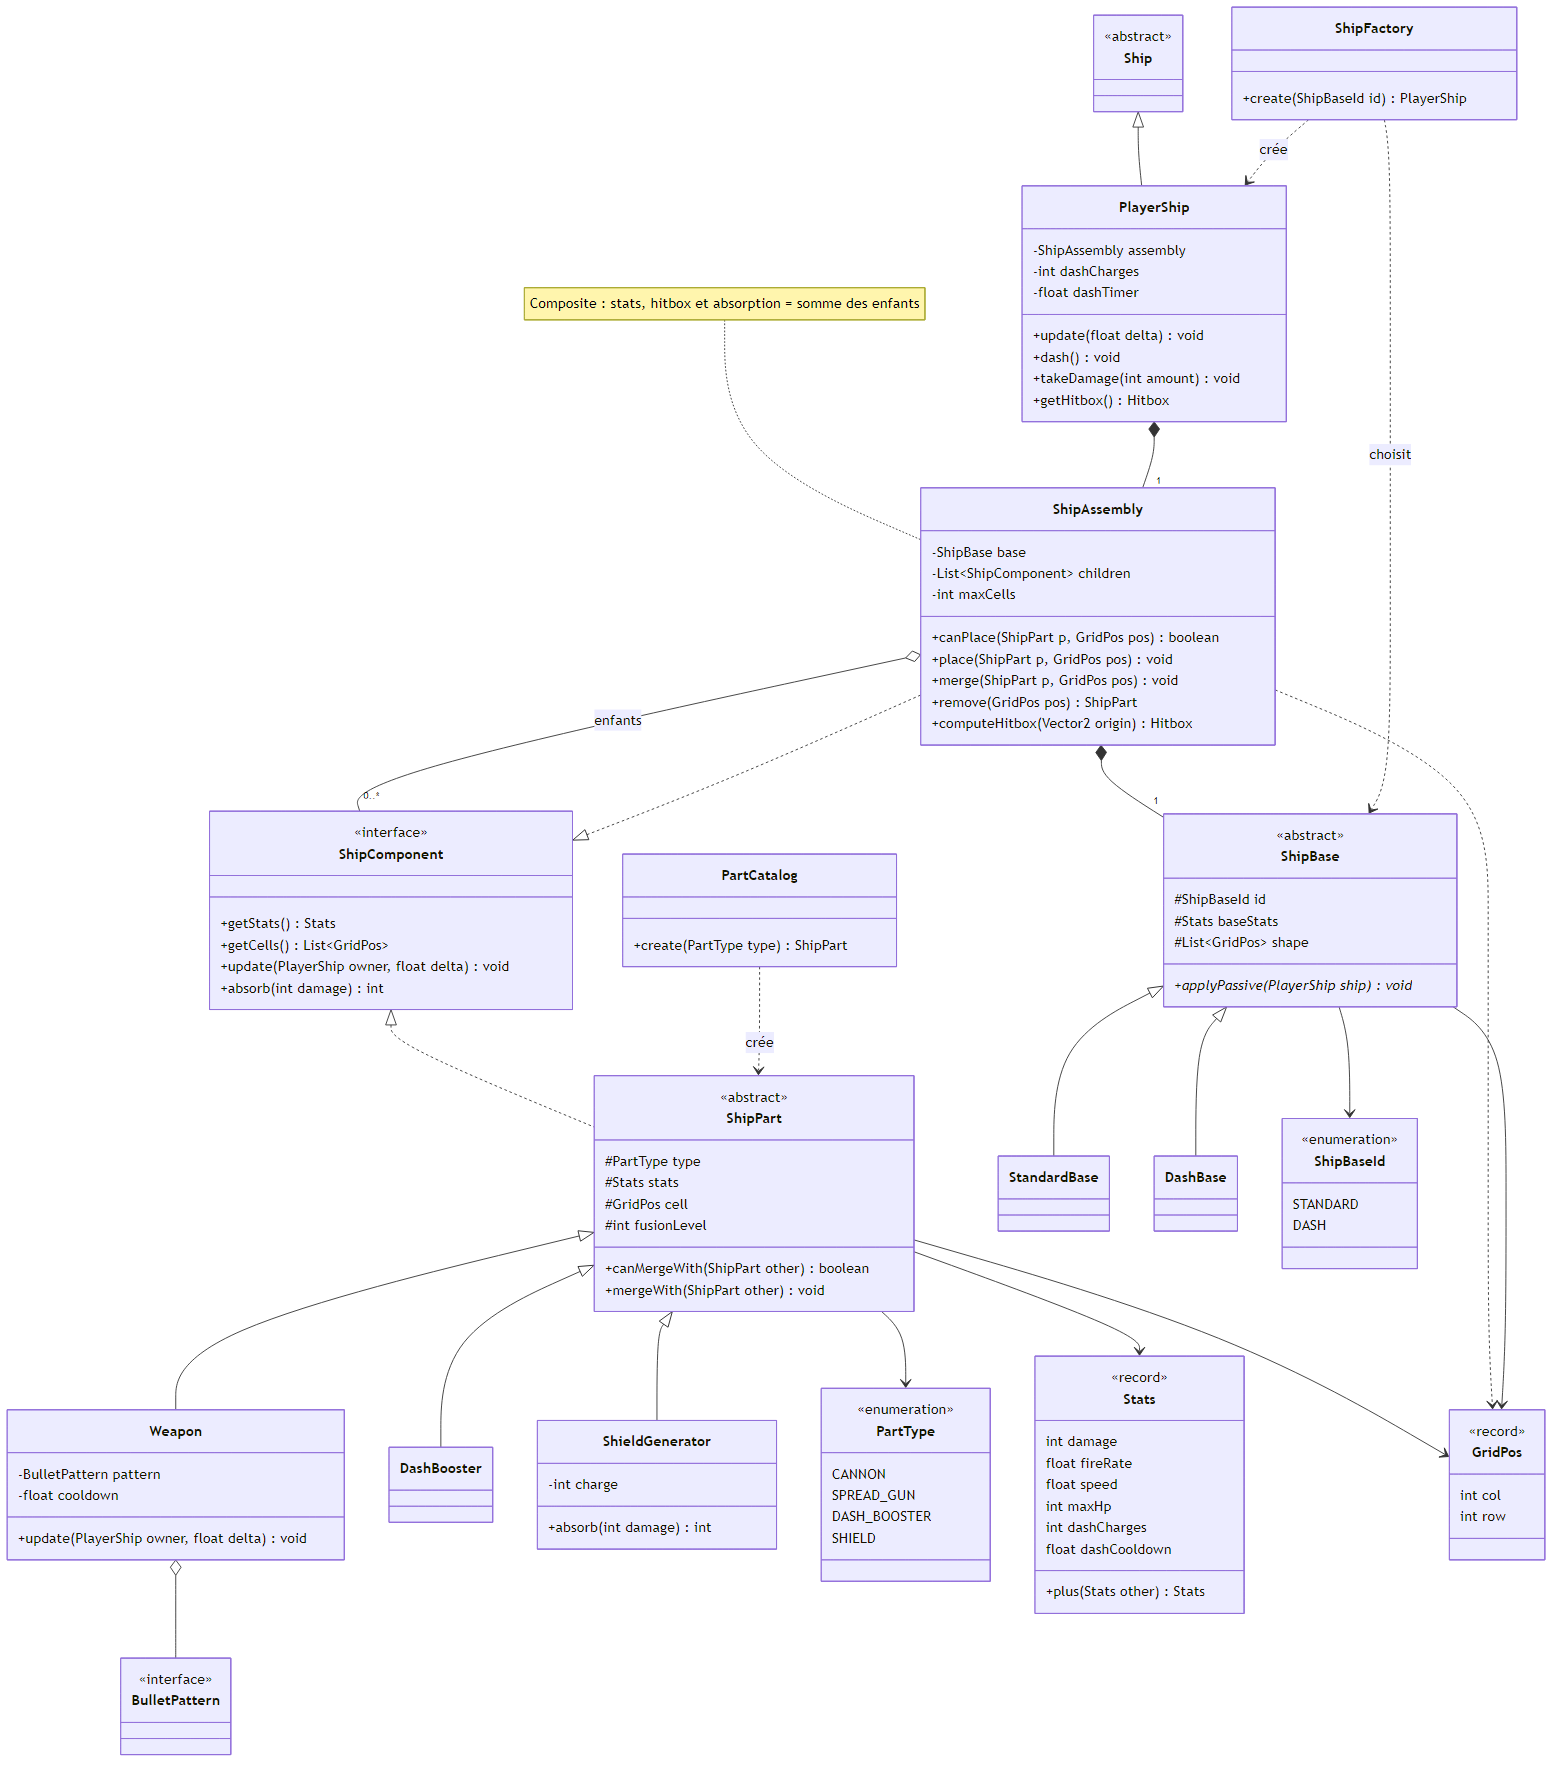 «abstract»
Ship
ShipFactory
+create(ShipBaseId id) : PlayerShip
crée
PlayerShip
-ShipAssembly assembly
-int dashCharges
-float dashTimer
+update(float delta) : void
+dash() : void
+takeDamage(int amount) : void
+getHitbox() : Hitbox
Composite : stats, hitbox et absorption = somme des enfants
choisit
1
ShipAssembly
-ShipBase base
-List<ShipComponent> children
-int maxCells
+canPlace(ShipPart p, GridPos pos) : boolean
+place(ShipPart p, GridPos pos) : void
+merge(ShipPart p, GridPos pos) : void
+remove(GridPos pos) : ShipPart
+computeHitbox(Vector2 origin) : Hitbox
enfants
0..*
1
«interface»
ShipComponent
+getStats() : Stats
+getCells() : List<GridPos>
+update(PlayerShip owner, float delta) : void
+absorb(int damage) : int
PartCatalog
+create(PartType type) : ShipPart
«abstract»
ShipBase
#ShipBaseId id
#Stats baseStats
#List<GridPos> shape
+applyPassive(PlayerShip ship) : void
crée
«abstract»
ShipPart
#PartType type
#Stats stats
#GridPos cell
#int fusionLevel
+canMergeWith(ShipPart other) : boolean
+mergeWith(ShipPart other) : void
StandardBase
DashBase
«enumeration»
ShipBaseId
STANDARD
DASH
Weapon
-BulletPattern pattern
-float cooldown
+update(PlayerShip owner, float delta) : void
DashBooster
ShieldGenerator
-int charge
+absorb(int damage) : int
«enumeration»
PartType
CANNON
SPREAD_GUN
DASH_BOOSTER
SHIELD
«record»
Stats
int damage
float fireRate
float speed
int maxHp
int dashCharges
float dashCooldown
+plus(Stats other) : Stats
«record»
GridPos
int col
int row
«interface»
BulletPattern